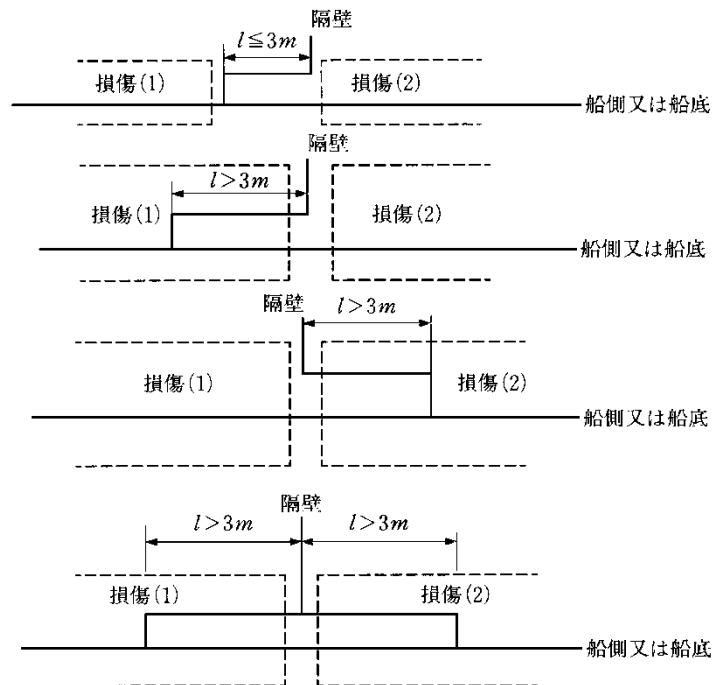 隔壁
l≦3m
損傷(1)
損傷(2)
船側又は船底
隔壁
l>3m
損傷(1)
損傷(2)
船側又は船底
隔壁
l>3m
損傷(1)
損傷(2)
船側又は船底
隔壁
l>3m
l>3m
損傷(1)
損傷(2)
船側又は船底